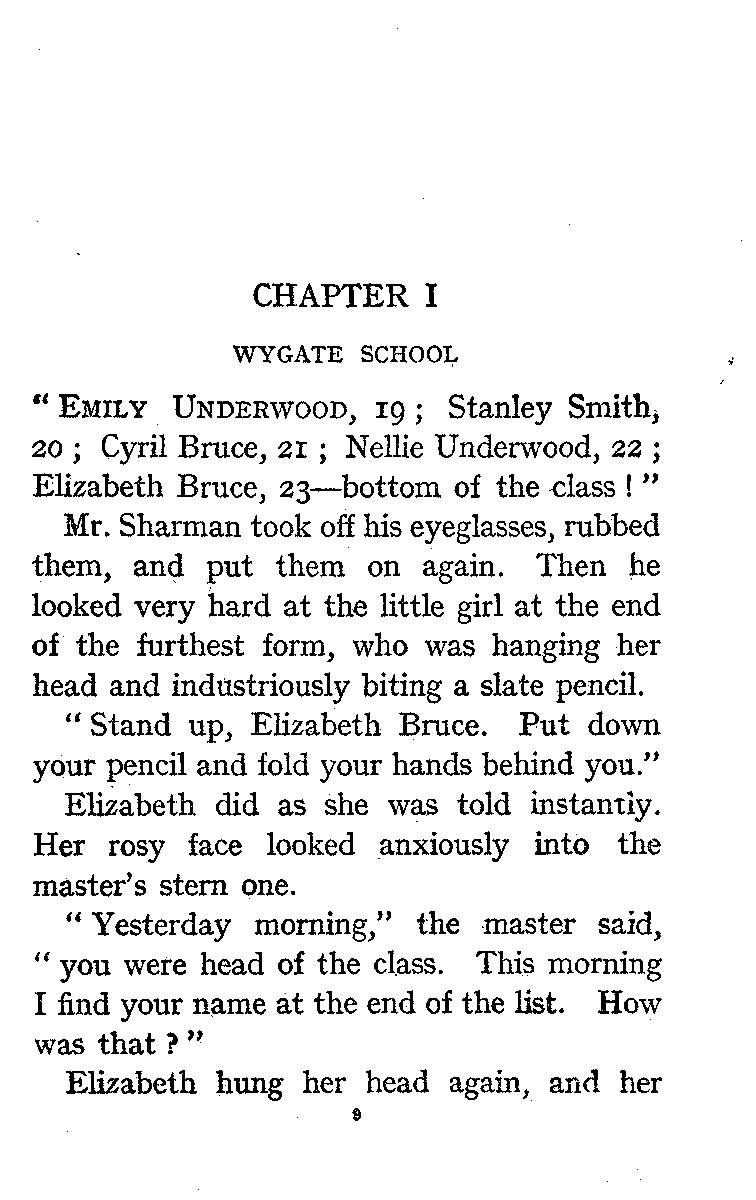 CHAPTER I
WYGATE SCHOOL
“ EMILY UNDERWOOD, 19 ; Stanley Smith,
20 ; Cyril Bruce, 21 ; Nellie Underwood, 22 ;
Elizabeth Bruce, 23—bottom of the class ! ”
Mr. Sharman took off his eyeglasses, rubbed
them, and put them on again. Then he
looked very hard at the little girl at the end
of the furthest form, who was hanging her
head and industriously biting a slate pencil.
“ Stand up, Elizabeth Bruce. Put down
your pencil and fold your hands behind you.”
Elizabeth did as she was told instantly.
Her rosy face looked anxiously into the
master’s stern one.
“ Yesterday morning,” the master said,
“ you were head of the class. This morning
I find your name at the end of the list. How
was that ? ”
Elizabeth hung her head again, and her
9